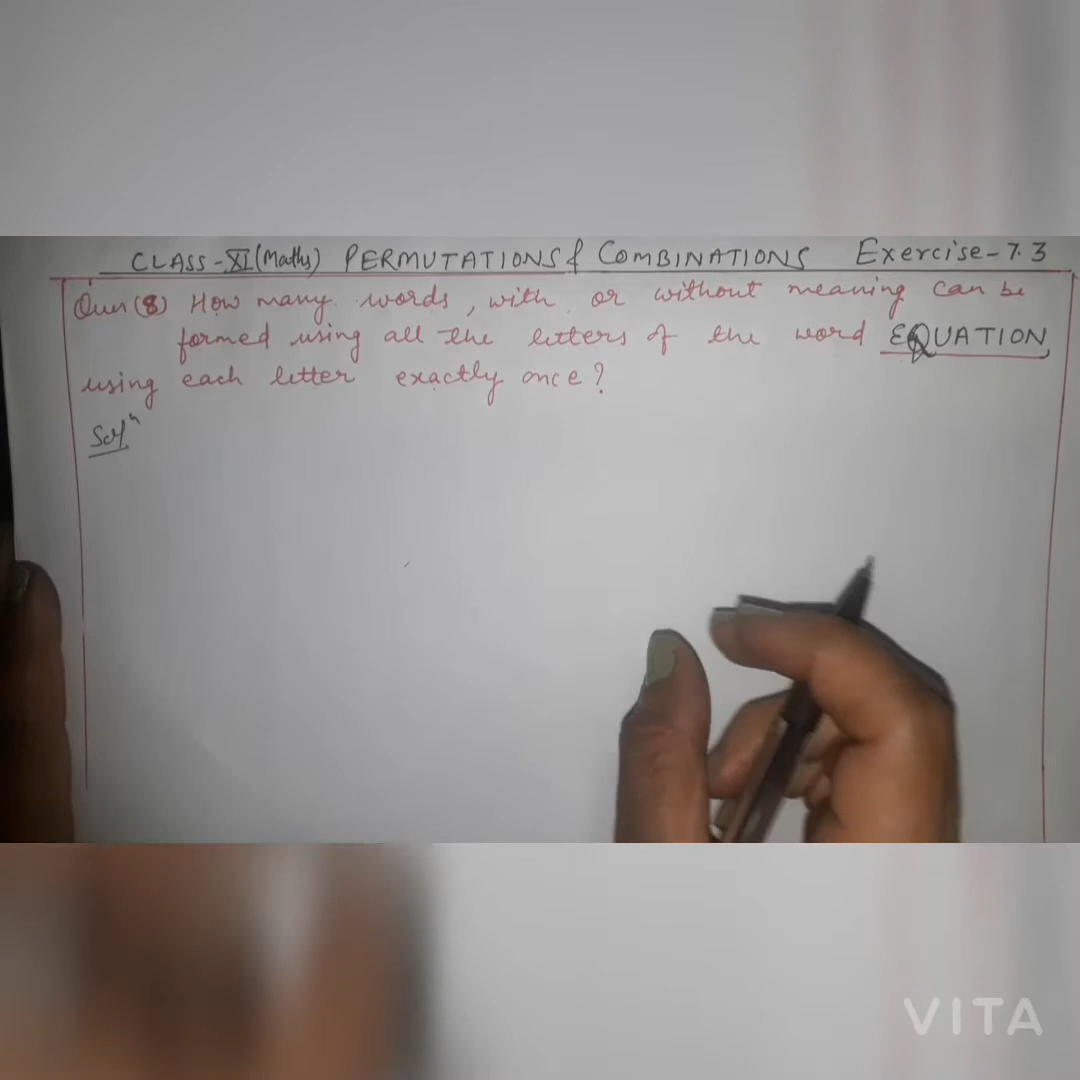 CLASS-XI (Maths) PERMUTATIONS & COMBINATIONS Exercise-7.3
Quen (8) How many words, with or without meaning can be
formed using all the letters of the word EQUATION,
using each letter exactly once?
Solⁿ
VITA